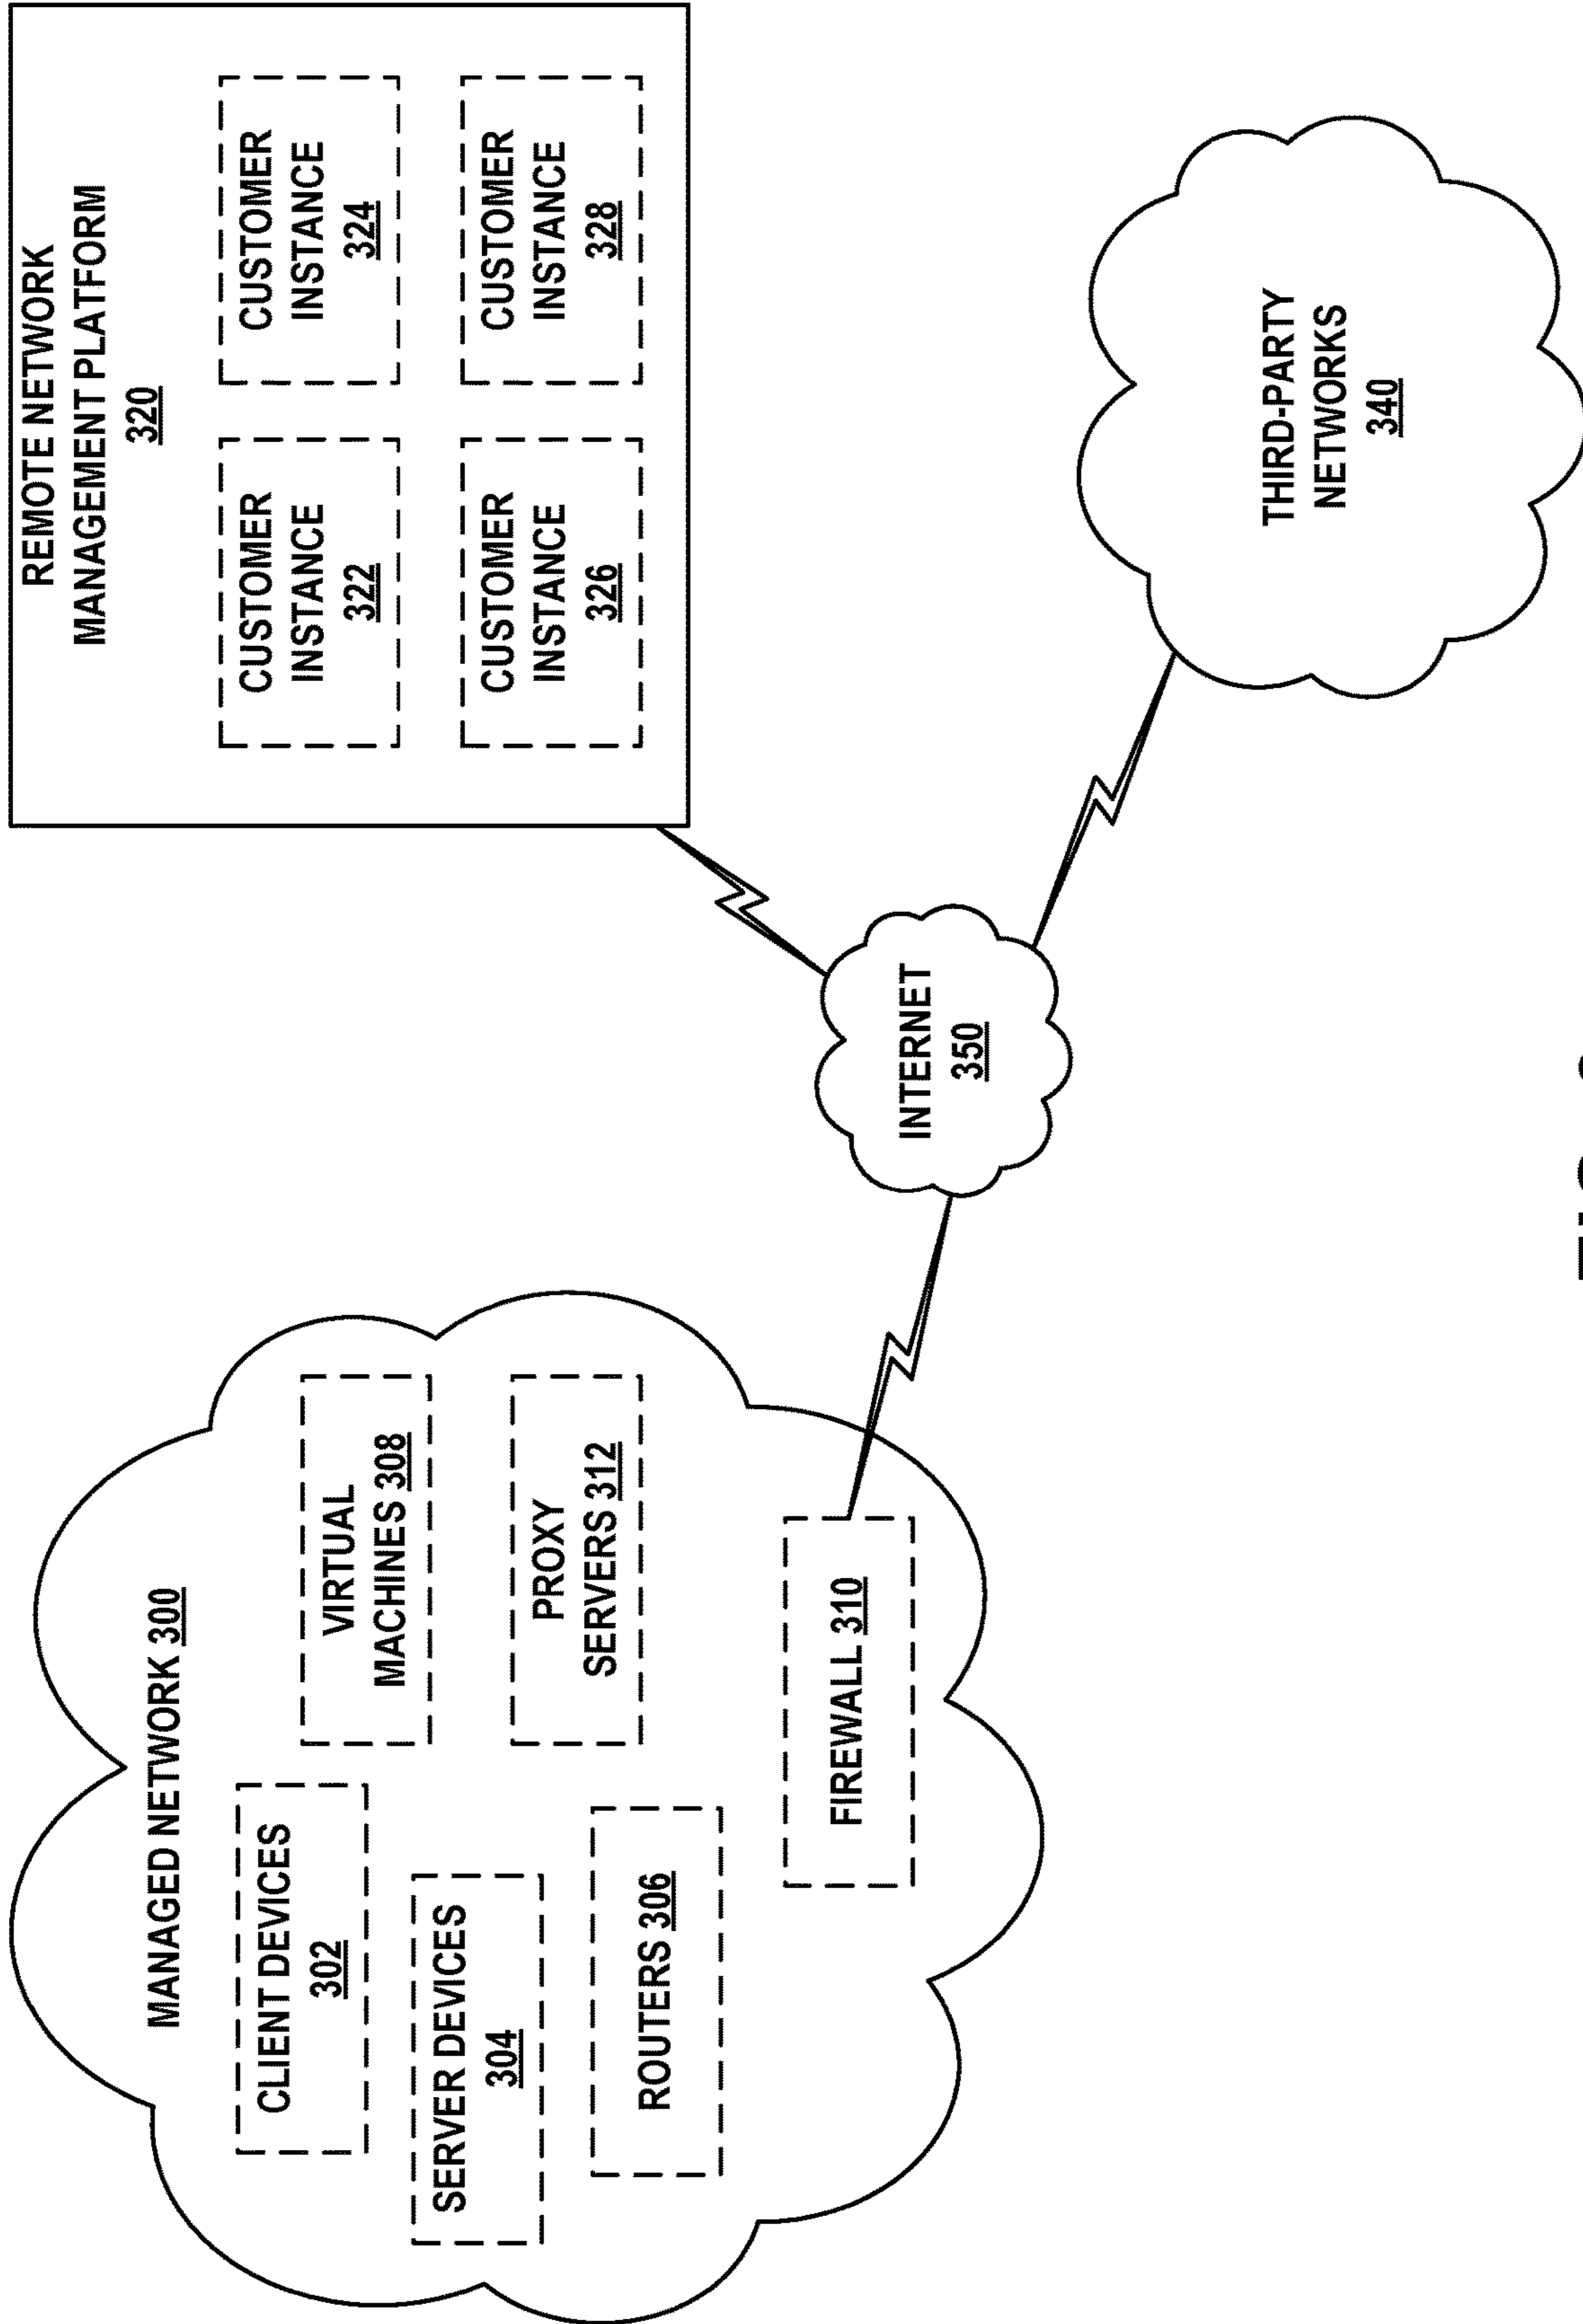 MANAGED NETWORK 300
CLIENT DEVICES
302
SERVER DEVICES
304
ROUTERS 306
VIRTUAL
MACHINES 308
PROXY
SERVERS 312
FIREWALL 310
INTERNET
350
REMOTE NETWORK
MANAGEMENT PLATFORM
320
CUSTOMER
INSTANCE
322
CUSTOMER
INSTANCE
324
CUSTOMER
INSTANCE
326
CUSTOMER
INSTANCE
328
THIRD-PARTY
NETWORKS
340